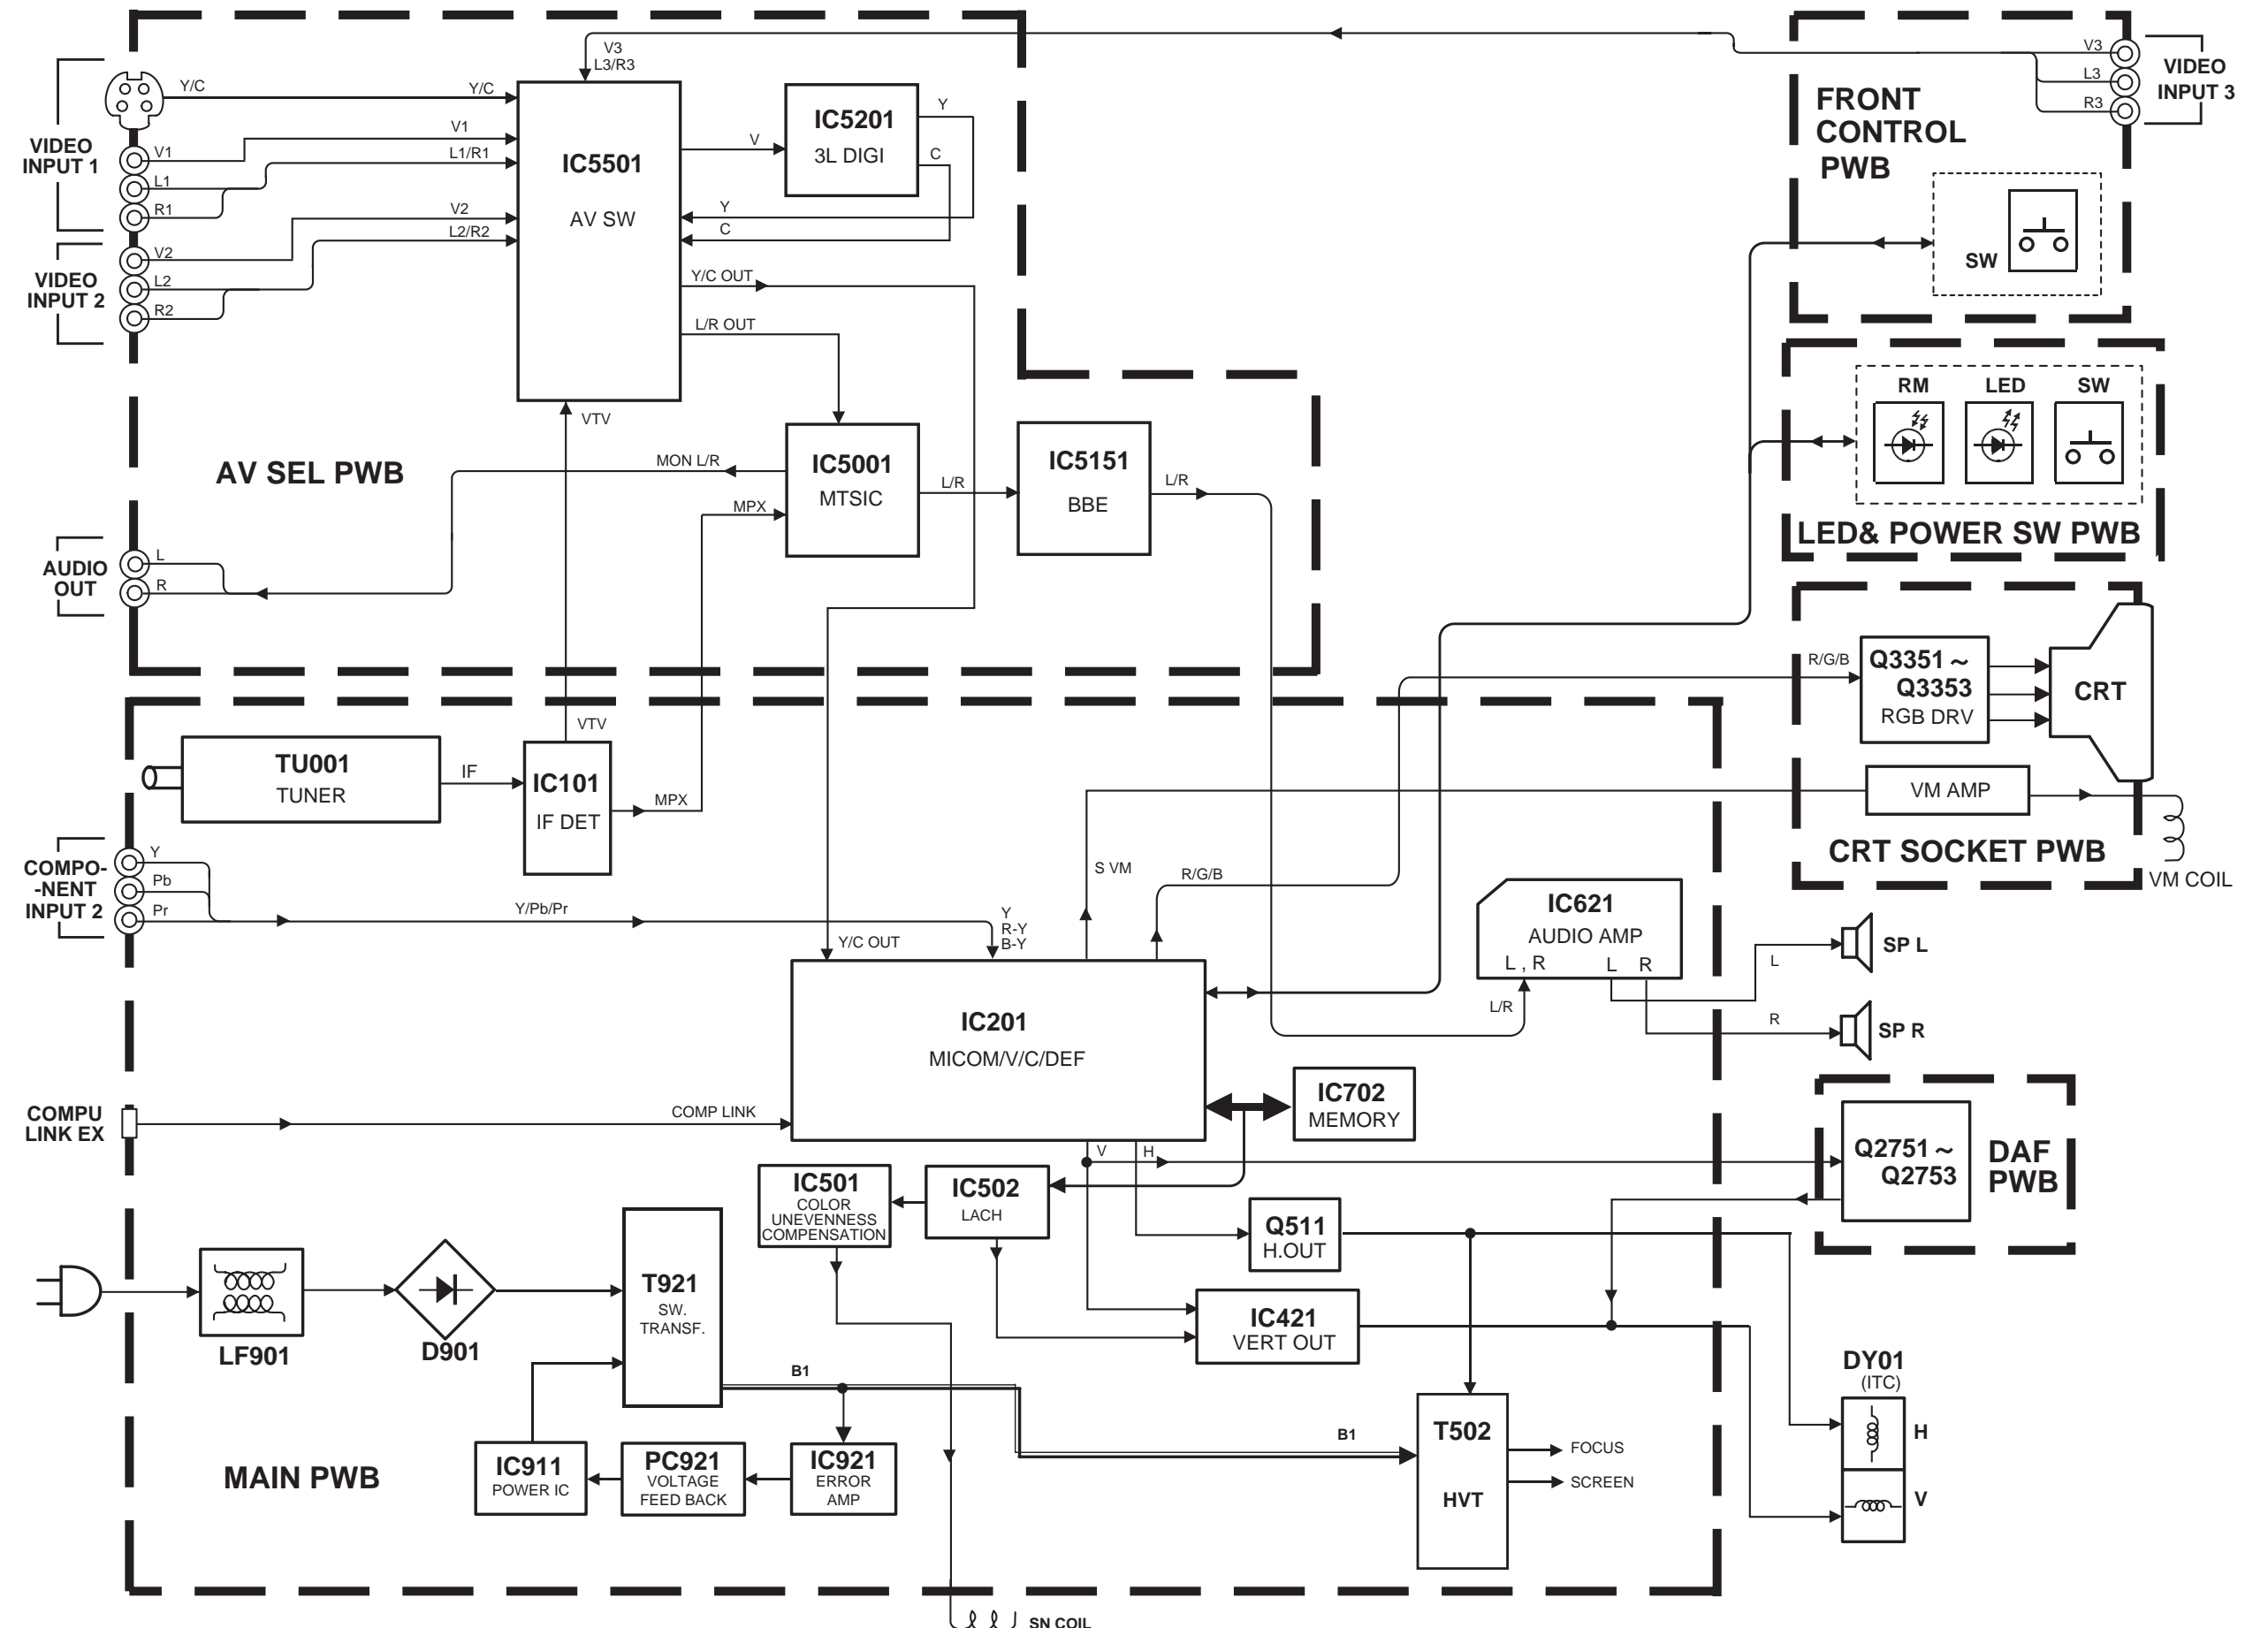 V3
L3/R3
Y/C
Y/C
VIDEO
INPUT 1
V1
V1
L1/R1
L1
R1
V2
L2/R2
V2
VIDEO
INPUT 2
L2
R2
IC5501
AV SW
V
IC5201
3L DIGI
Y
C
Y
C
Y/C OUT
L/R OUT
VTV
AV SEL PWB
MON L/R
MPX
IC5001
MTSIC
L/R
IC5151
BBE
L/R
AUDIO
OUT
L
R
V3
L3
R3
VIDEO
INPUT 3
FRONT
CONTROL
PWB
SW
RM
LED
SW
LED& POWER SW PWB
R/G/B
Q3351 ~
Q3353
RGB DRV
CRT
VM AMP
CRT SOCKET PWB
VM COIL
VTV
TU001
TUNER
IF
IC101
IF DET
MPX
COMPO-
-NENT
INPUT 2
Y
Pb
Pr
Y/Pb/Pr
Y/C OUT
Y
R-Y
B-Y
S VM
R/G/B
IC621
AUDIO AMP
L , R
L
R
L/R
L
SP L
R
SP R
IC201
MICOM/V/C/DEF
COMPU
LINK EX
COMP LINK
IC702
MEMORY
V
H
Q2751 ~
Q2753
DAF
PWB
IC501
COLOR
UNEVENNESS
COMPENSATION
IC502
LACH
Q511
H.OUT
IC421
VERT OUT
LF901
D901
T921
SW.
TRANSF.
B1
B1
IC911
POWER IC
PC921
VOLTAGE
FEED BACK
IC921
ERROR
AMP
MAIN PWB
T502
HVT
FOCUS
SCREEN
DY01
(ITC)
H
V
SN COIL